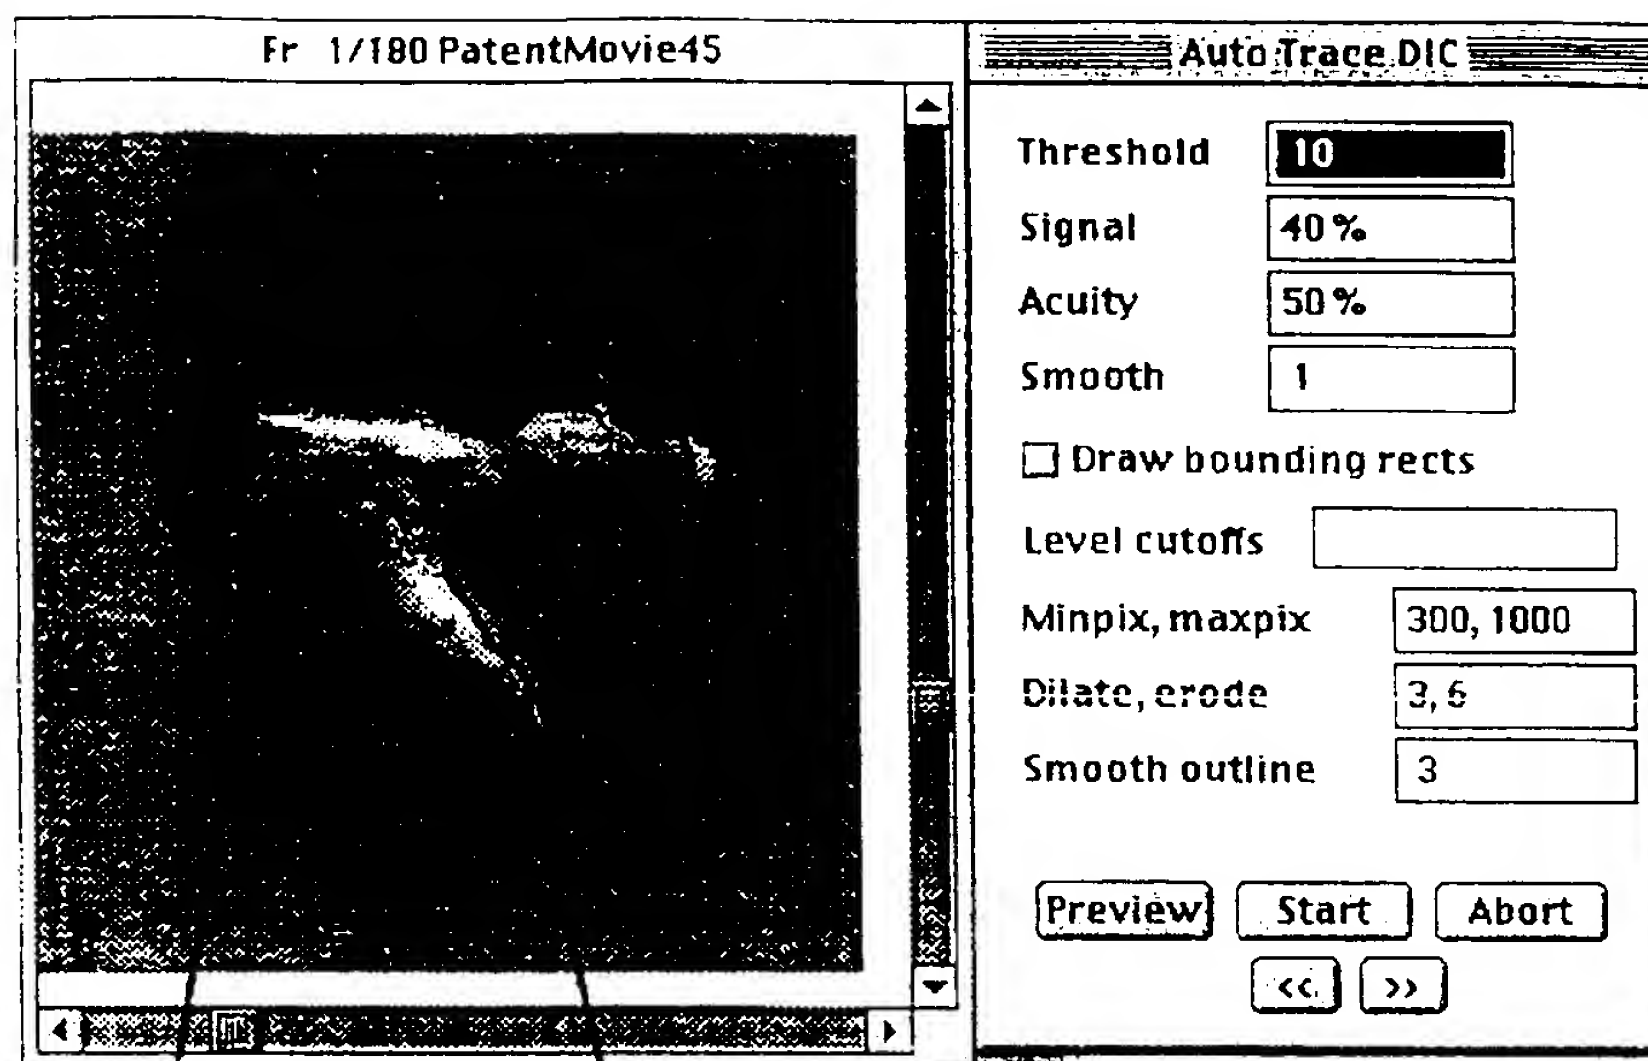 Fr 1/180 PatentMovie45
Auto Trace DIC
Threshold 10
Signal 40%
Acuity 50%
Smooth 1
Draw bounding rects
Level cutoffs
Minpix, maxpix 300, 1000
Dilate, erode 3, 6
Smooth outline 3
Preview Start Abort
<< >>